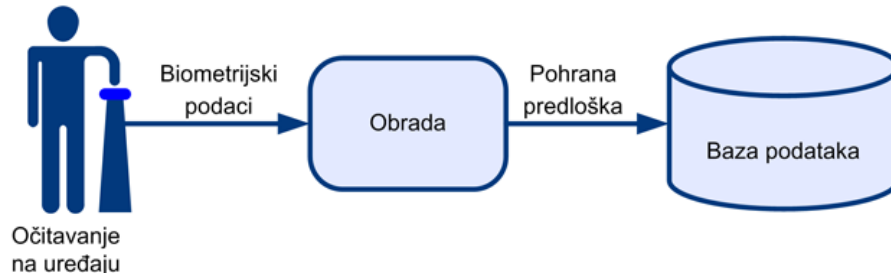 Biometrijski
podaci
Obrada
Pohrana
predloška
Baza podataka
Očitavanje
na uređaju